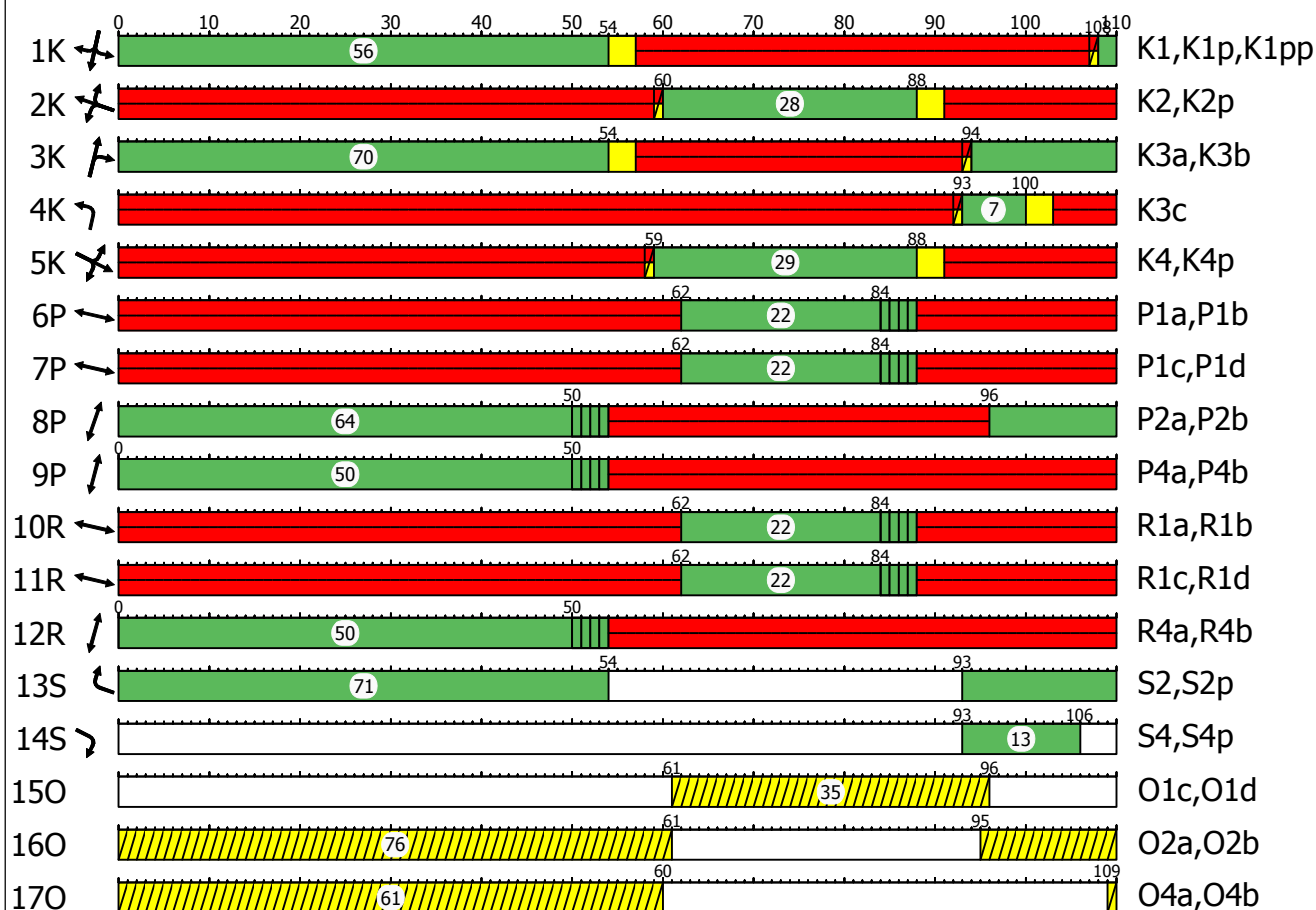 0 10 20 30 40 50 60 70 80 90 100 110
54 108
1K 56 K1,K1p,K1pp
60 88
2K 28 K2,K2p
54 94
3K 70 K3a,K3b
93 100
4K 7 K3c
59 88
5K 29 K4,K4p
62 84
6P 22 P1a,P1b
62 84
7P 22 P1c,P1d
50 96
8P 64 P2a,P2b
0 50
9P 50 P4a,P4b
62 84
10R 22 R1a,R1b
62 84
11R 22 R1c,R1d
0 50
12R 50 R4a,R4b
54 93
13S 71 S2,S2p
93 106
14S 13 S4,S4p
61 96
15O 35 O1c,O1d
61 95
16O 76 O2a,O2b
60 109
17O 61 O4a,O4b